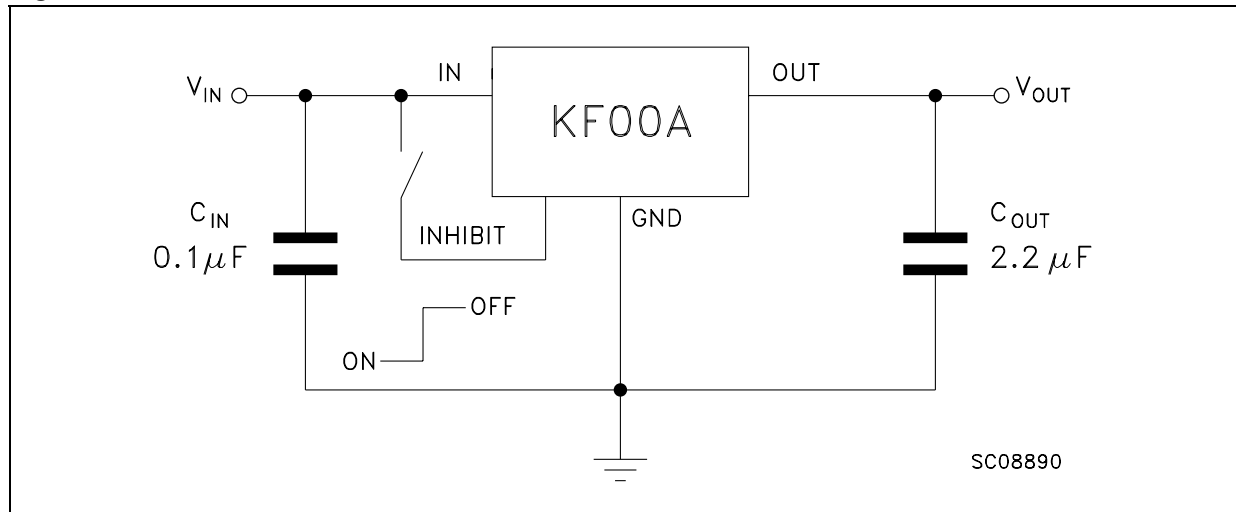 IN
OUT
V_IN
V_OUT
KF00A
GND
C_IN
0.1μF
INHIBIT
C_OUT
2.2 μF
OFF
ON
SC08890